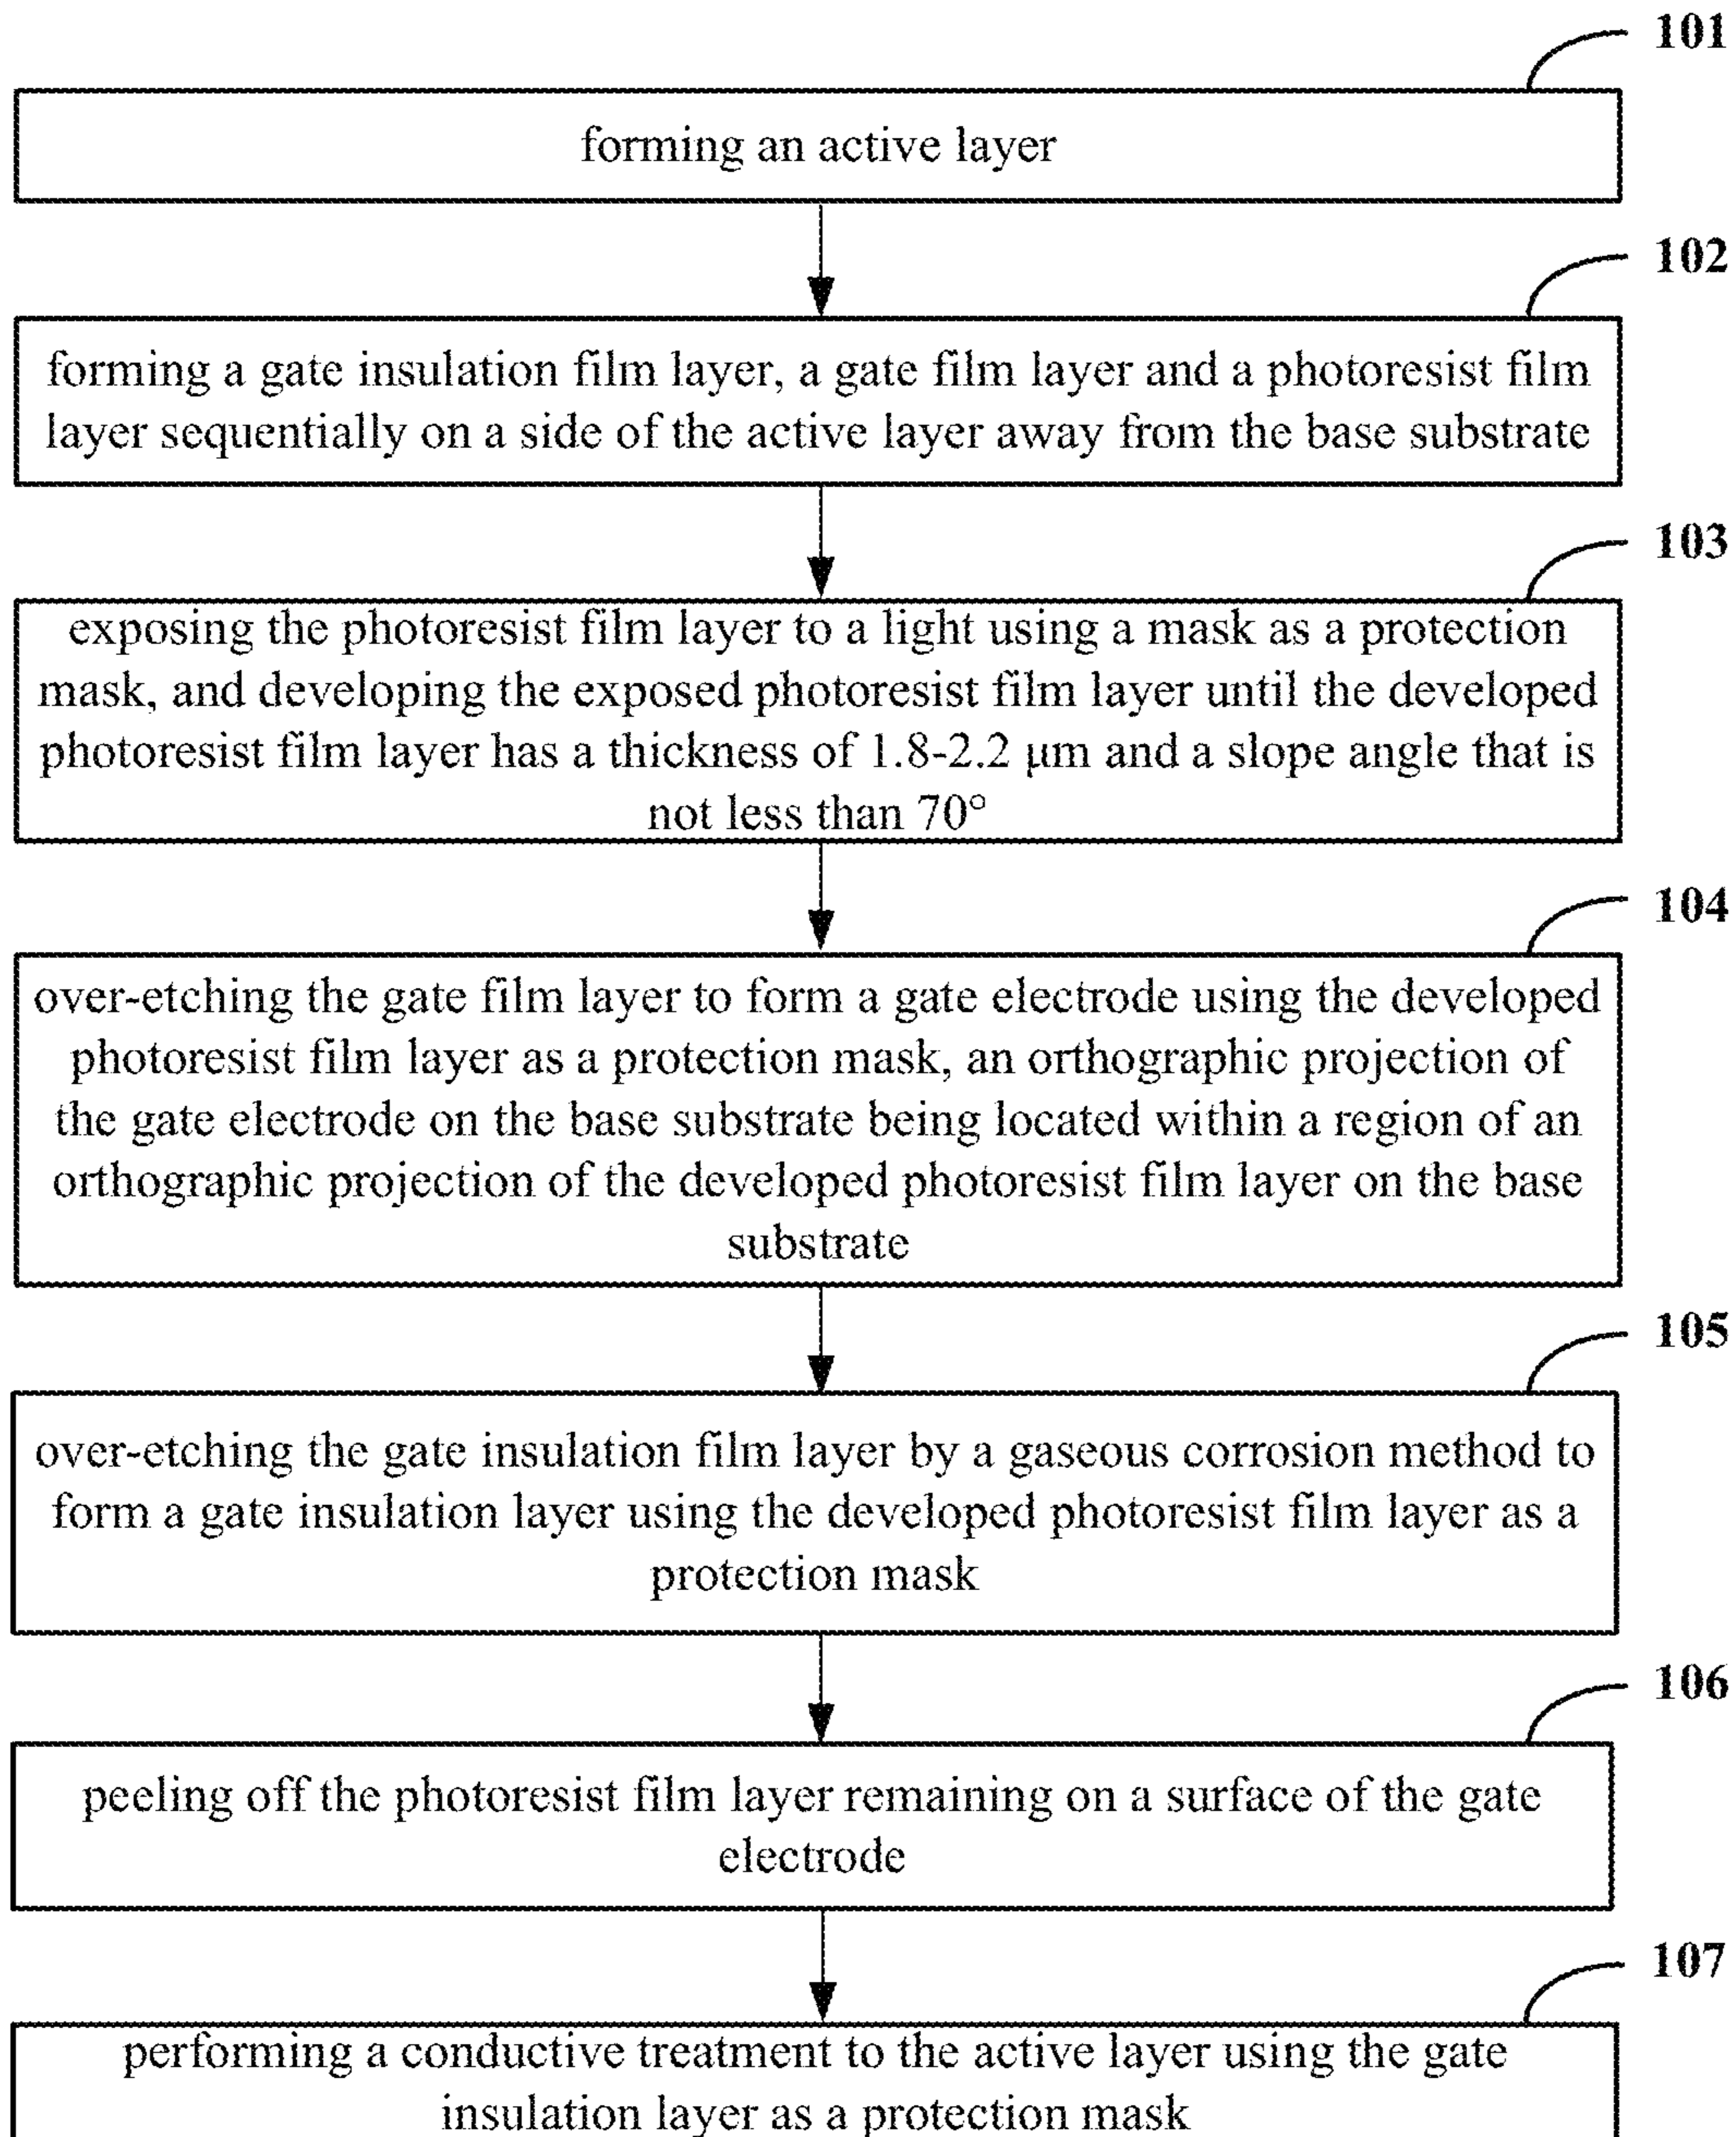 101
forming an active layer
102
forming a gate insulation film layer, a gate film layer and a photoresist film
layer sequentially on a side of the active layer away from the base substrate
103
exposing the photoresist film layer to a light using a mask as a protection
mask, and developing the exposed photoresist film layer until the developed
photoresist film layer has a thickness of 1.8-2.2 μm and a slope angle that is
not less than 70°
104
over-etching the gate film layer to form a gate electrode using the developed
photoresist film layer as a protection mask, an orthographic projection of
the gate electrode on the base substrate being located within a region of an
orthographic projection of the developed photoresist film layer on the base
substrate
105
over-etching the gate insulation film layer by a gaseous corrosion method to
form a gate insulation layer using the developed photoresist film layer as a
protection mask
106
peeling off the photoresist film layer remaining on a surface of the gate
electrode
107
performing a conductive treatment to the active layer using the gate
insulation layer as a protection mask